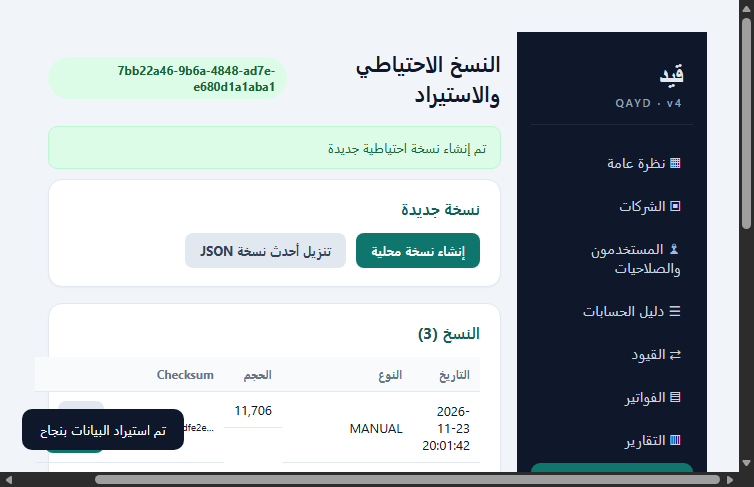 قيد
QAYD · v4
▦ نظرة عامة
▣ الشركات
♟ المستخدمون
والصلاحيات
☰ دليل الحسابات
⇄ القيود
▤ الفواتير
▥ التقارير
النسخ الاحتياطي
والاستيراد
7bb22a46-9b6a-4848-ad7e-
e680d1a1aba1
تم إنشاء نسخة احتياطية جديدة
نسخة جديدة
إنشاء نسخة محلية
تنزيل أحدث نسخة JSON
النسخ (3)
التاريخ النوع الحجم Checksum
2026-
11-23
20:01:42
MANUAL
11,706
dfe2e...
تم استيراد البيانات بنجاح